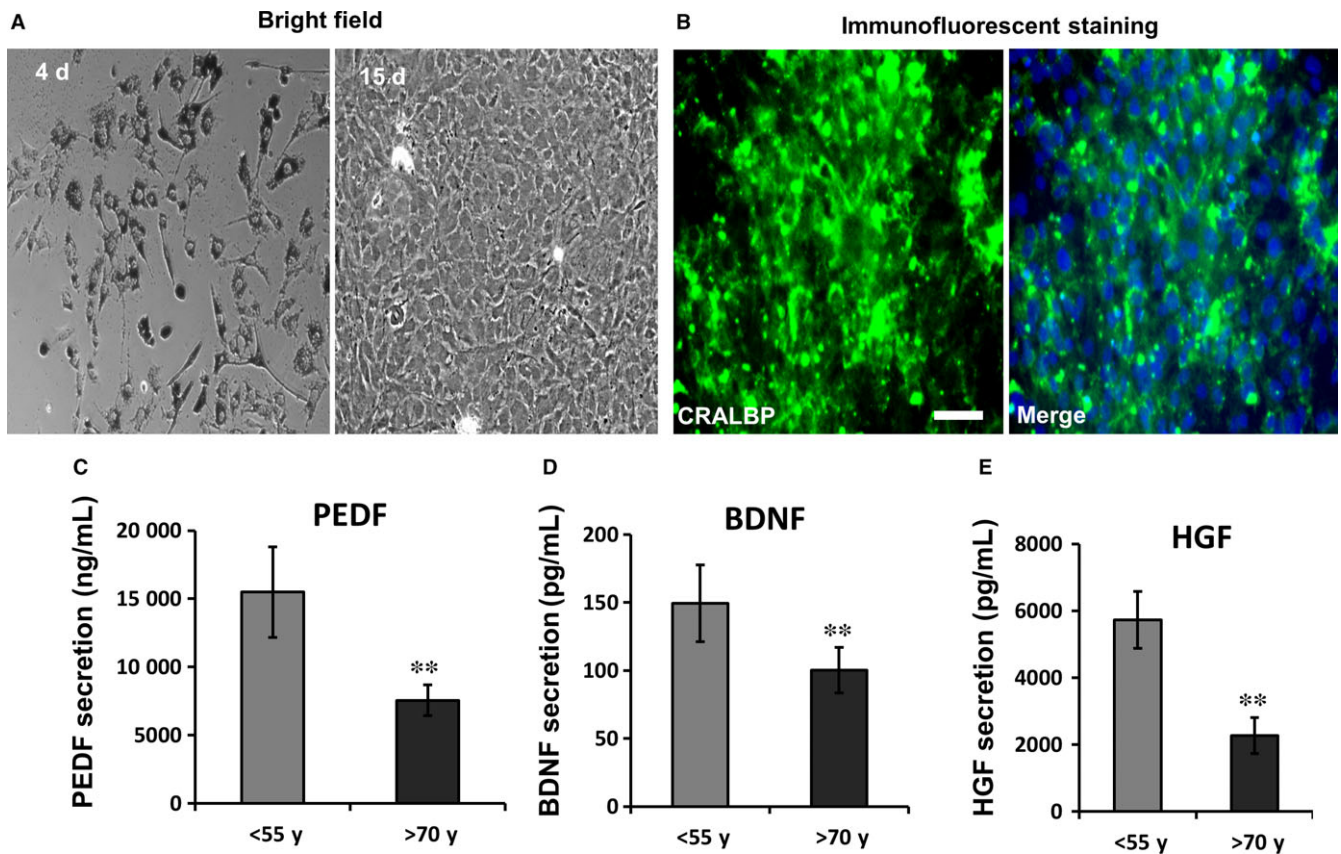 A
Bright field
4 d
15 d
B
Immunofluorescent staining
CRALBP
Merge
C
PEDF
PEDF secretion (ng/mL)
20 000
15 000
10 000
5000
0
**
<55 y
>70 y
D
BDNF
BDNF secretion (pg/mL)
200
150
100
50
0
**
<55 y
>70 y
E
HGF
HGF secretion (pg/mL)
8000
6000
4000
2000
0
**
<55 y
>70 y